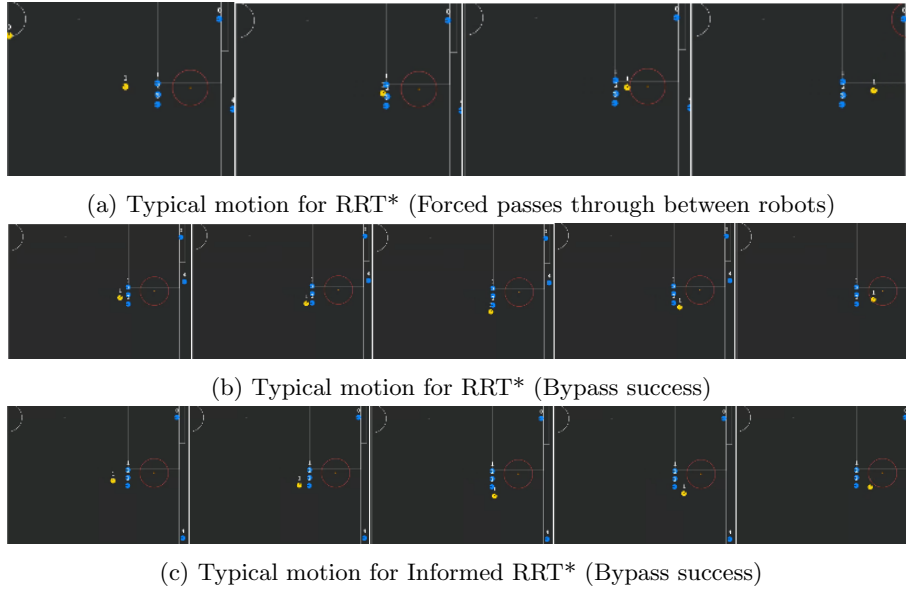 (a) Typical motion for RRT* (Forced passes through between robots)
(b) Typical motion for RRT* (Bypass success)
(c) Typical motion for Informed RRT* (Bypass success)